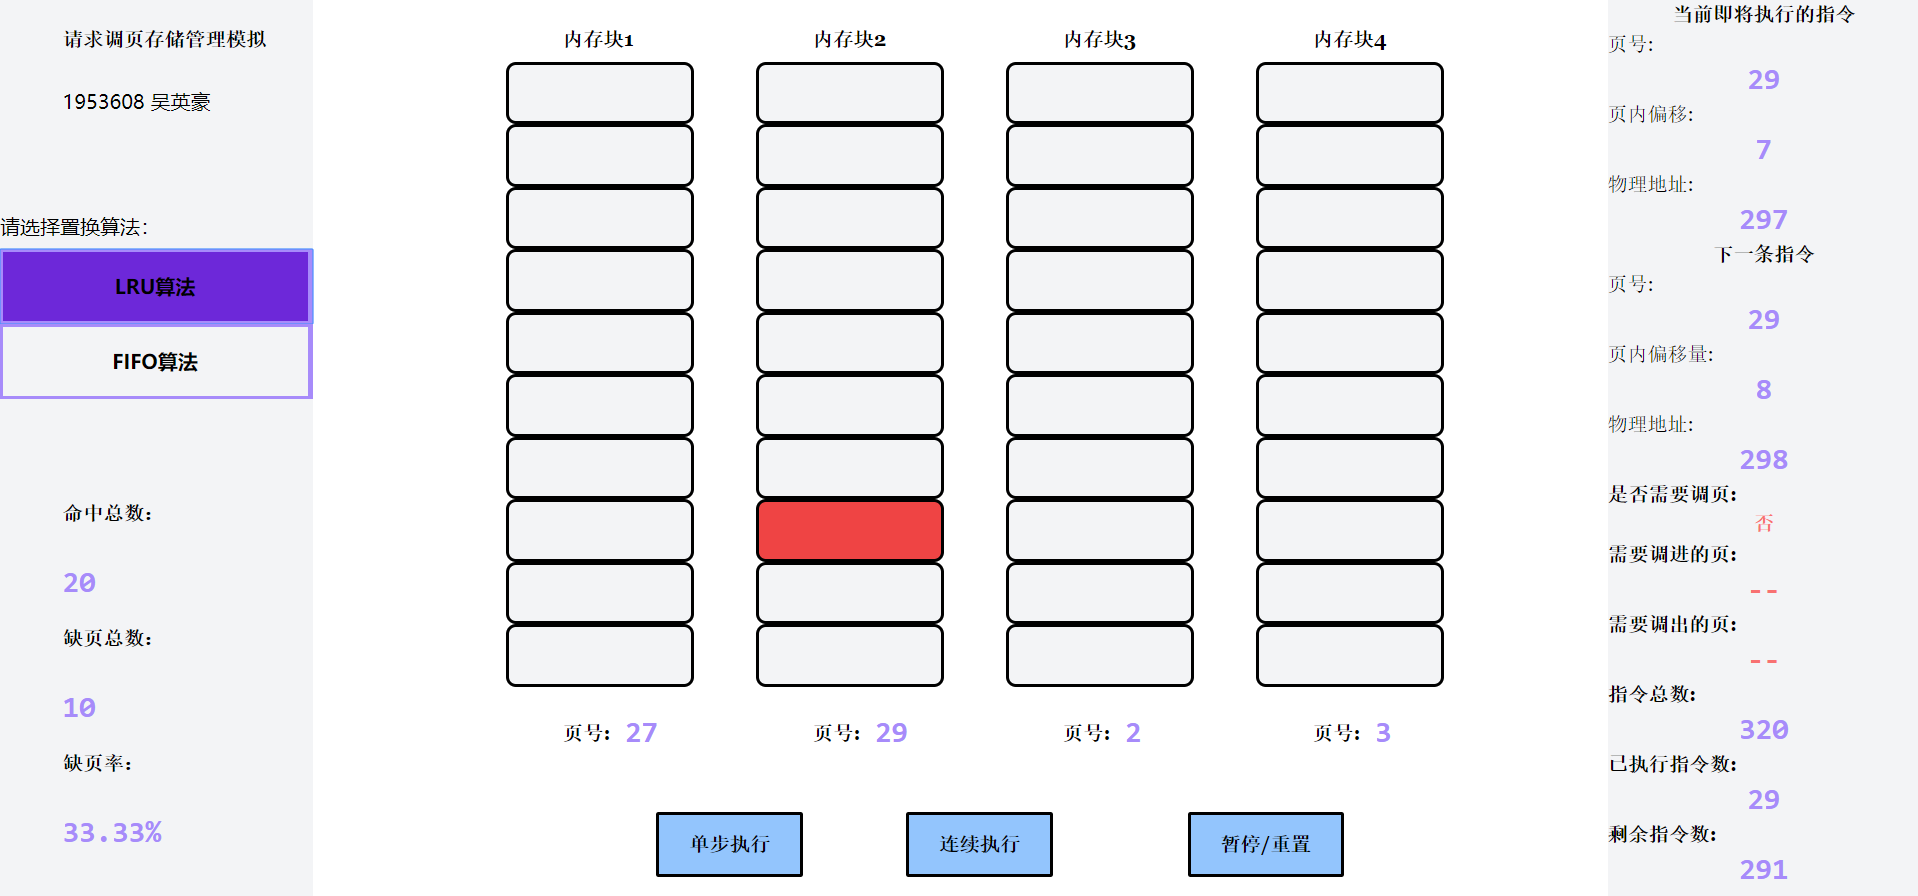 请求调页存储管理模拟
1953608 吴英豪
请选择置换算法:
LRU算法
FIFO算法
命中总数:
20
缺页总数:
10
缺页率:
33.33%
内存块1 内存块2 内存块3 内存块4
页号: 27 页号: 29 页号: 2 页号: 3
单步执行 连续执行 暂停/重置
当前即将执行的指令
页号:
29
页内偏移:
7
物理地址:
297
下一条指令
页号:
29
页内偏移量:
8
物理地址:
298
是否需要调页:
否
需要调进的页:
--
需要调出的页:
--
指令总数:
320
已执行指令数:
29
剩余指令数:
291